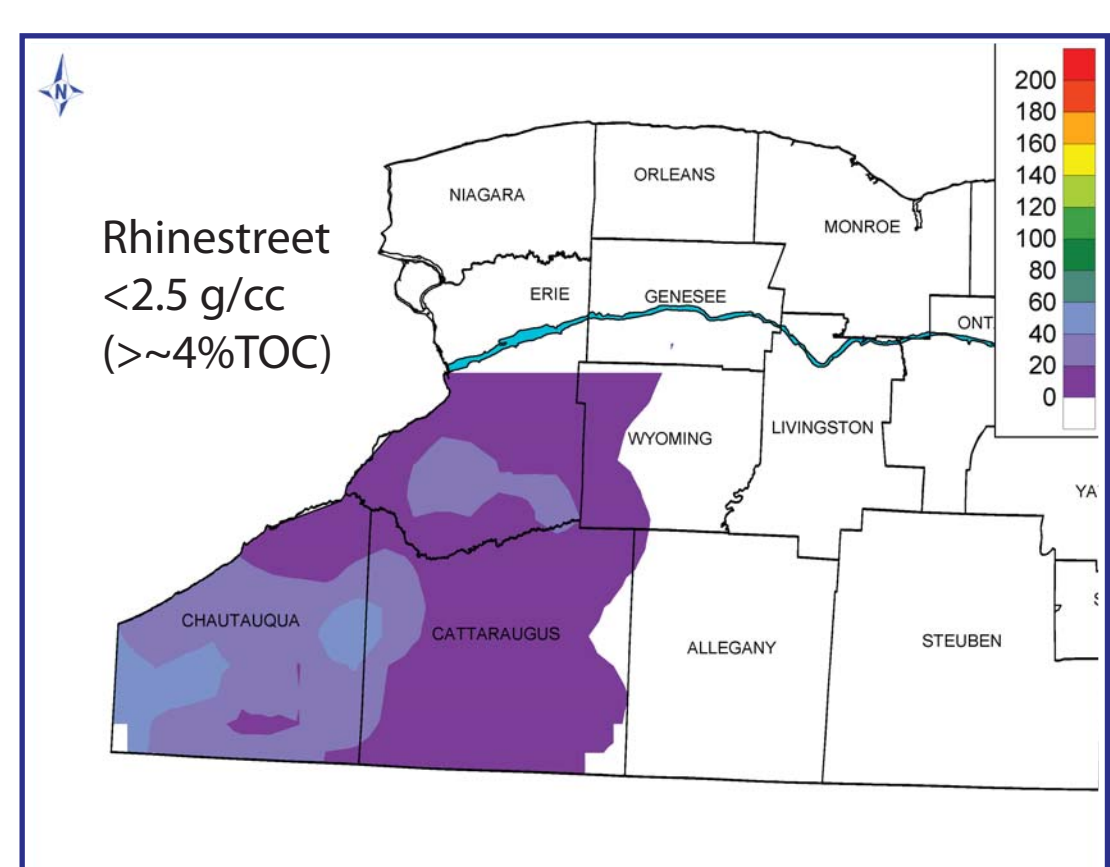 N
200
180
160
140
120
100
80
60
40
20
0
ORLEANS
NIAGARA
MONROE
Rhinestreet
<2.5 g/cc
(>~4%TOC)
ERIE
GENESEE
ONT.
WYOMING
LIVINGSTON
YA
CHAUTAUQUA
CATTARAUGUS
ALLEGANY
STEUBEN